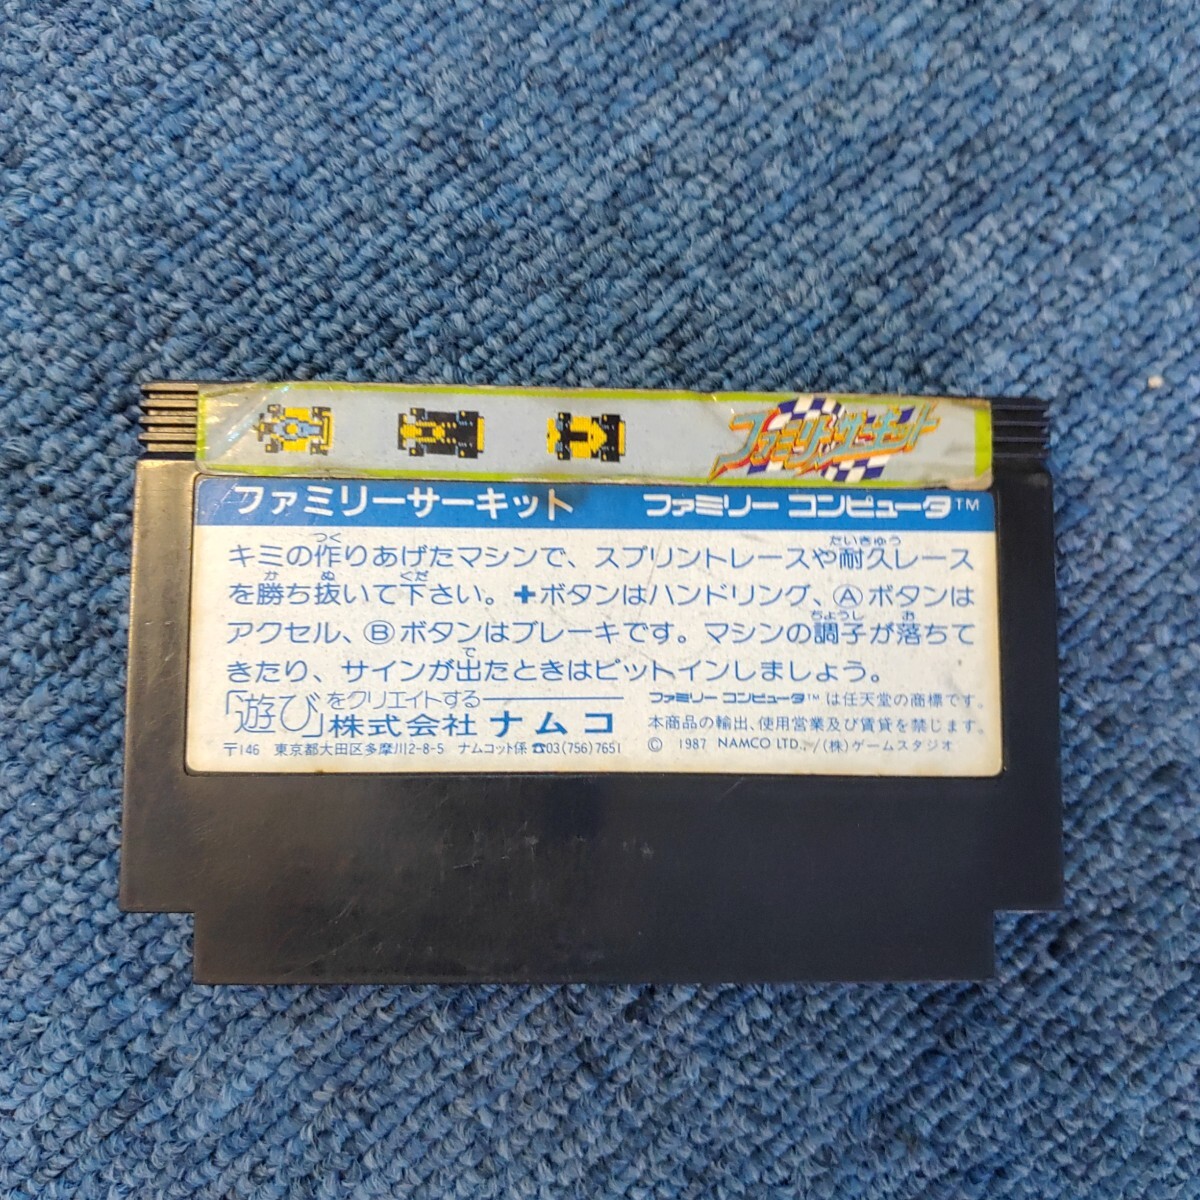 ファミリーサーキット
ファミリーサーキット ファミリー コンピュータ™
キミの作りあげたマシンで、スプリントレースや耐久レース
を勝ち抜いて下さい。✚ボタンはハンドリング、Ⓐボタンは
アクセル、Ⓑボタンはブレーキです。マシンの調子が落ちて
きたり、サインが出たときはピットインしましょう。
「遊び」をクリエイトする
株式会社 ナムコ
〒146 東京都大田区多摩川2-8-5 ナムコット係 ☎03(756)7651
ファミリー コンピュータ™ は任天堂の商標です。
本商品の輸出、使用営業及び賃貸を禁じます。
© 1987 NAMCO LTD., /(株)ゲームスタジオ